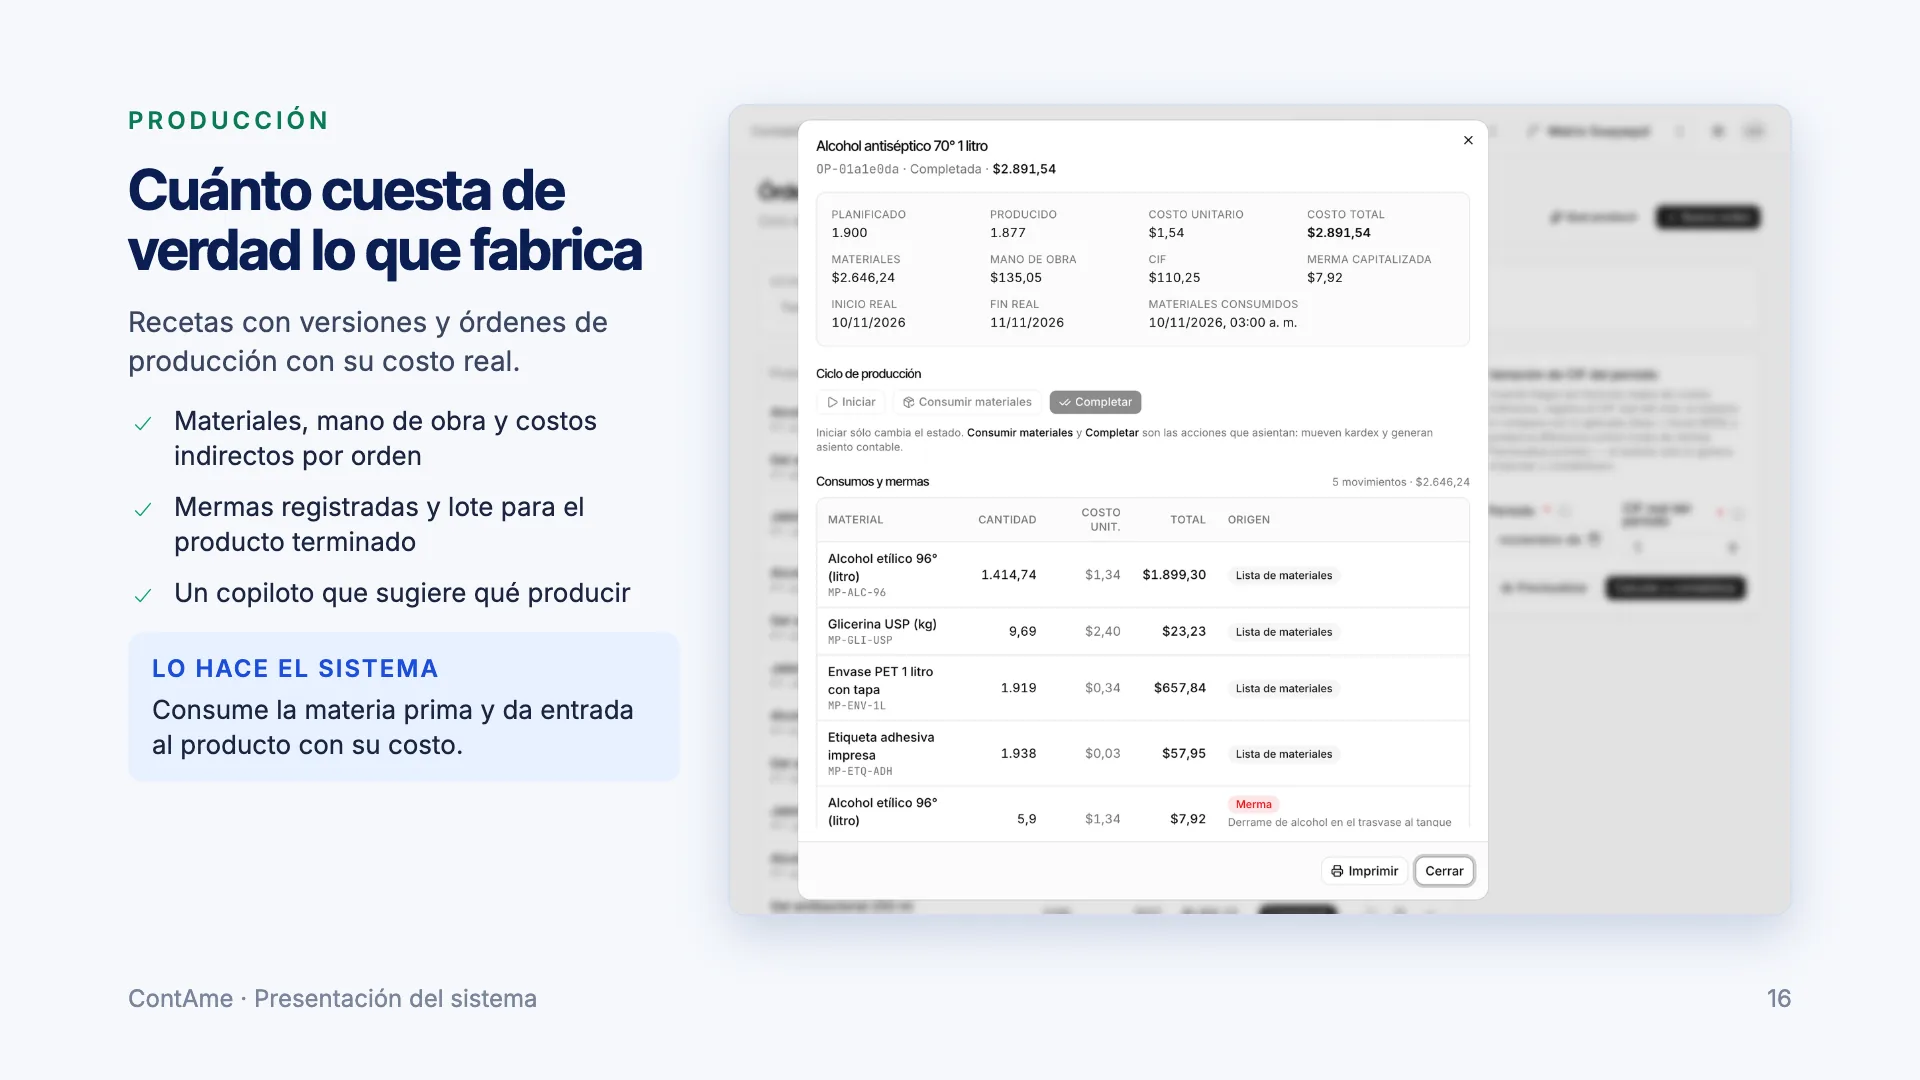 PRODUCCIÓN
Cuánto cuesta de
verdad lo que fabrica
Recetas con versiones y órdenes de
producción con su costo real.
Materiales, mano de obra y costos
indirectos por orden
Mermas registradas y lote para el
producto terminado
Un copiloto que sugiere qué producir
LO HACE EL SISTEMA
Consume la materia prima y da entrada
al producto con su costo.
Alcohol antiséptico 70° 1 litro
OP-01a1e0da · Completada · $2.891,54
PLANIFICADO PRODUCIDO COSTO UNITARIO COSTO TOTAL
1.900 1.877 $1,54 $2.891,54
MATERIALES MANO DE OBRA CIF MERMA CAPITALIZADA
$2.646,24 $135,05 $110,25 $7,92
INICIO REAL FIN REAL MATERIALES CONSUMIDOS
10/11/2026 11/11/2026 10/11/2026, 03:00 a. m.
Ciclo de producción
Iniciar Consumir materiales Completar
Iniciar sólo cambia el estado. Consumir materiales y Completar son las acciones que asientan: mueven kardex y generan
asiento contable.
Consumos y mermas 5 movimientos · $2.646,24
MATERIAL CANTIDAD COSTO UNIT. TOTAL ORIGEN
Alcohol etílico 96°
(litro) 1.414,74 $1,34 $1.899,30 Lista de materiales
MP-ALC-96
Glicerina USP (kg) 9,69 $2,40 $23,23 Lista de materiales
MP-GLI-USP
Envase PET 1 litro
con tapa 1.919 $0,34 $657,84 Lista de materiales
MP-ENV-1L
Etiqueta adhesiva
impresa 1.938 $0,03 $57,95 Lista de materiales
MP-ETQ-ADH
Alcohol etílico 96° Merma
(litro) 5,9 $1,34 $7,92 Derrame de alcohol en el trasvase al tanque
Imprimir Cerrar
ContAme · Presentación del sistema
16